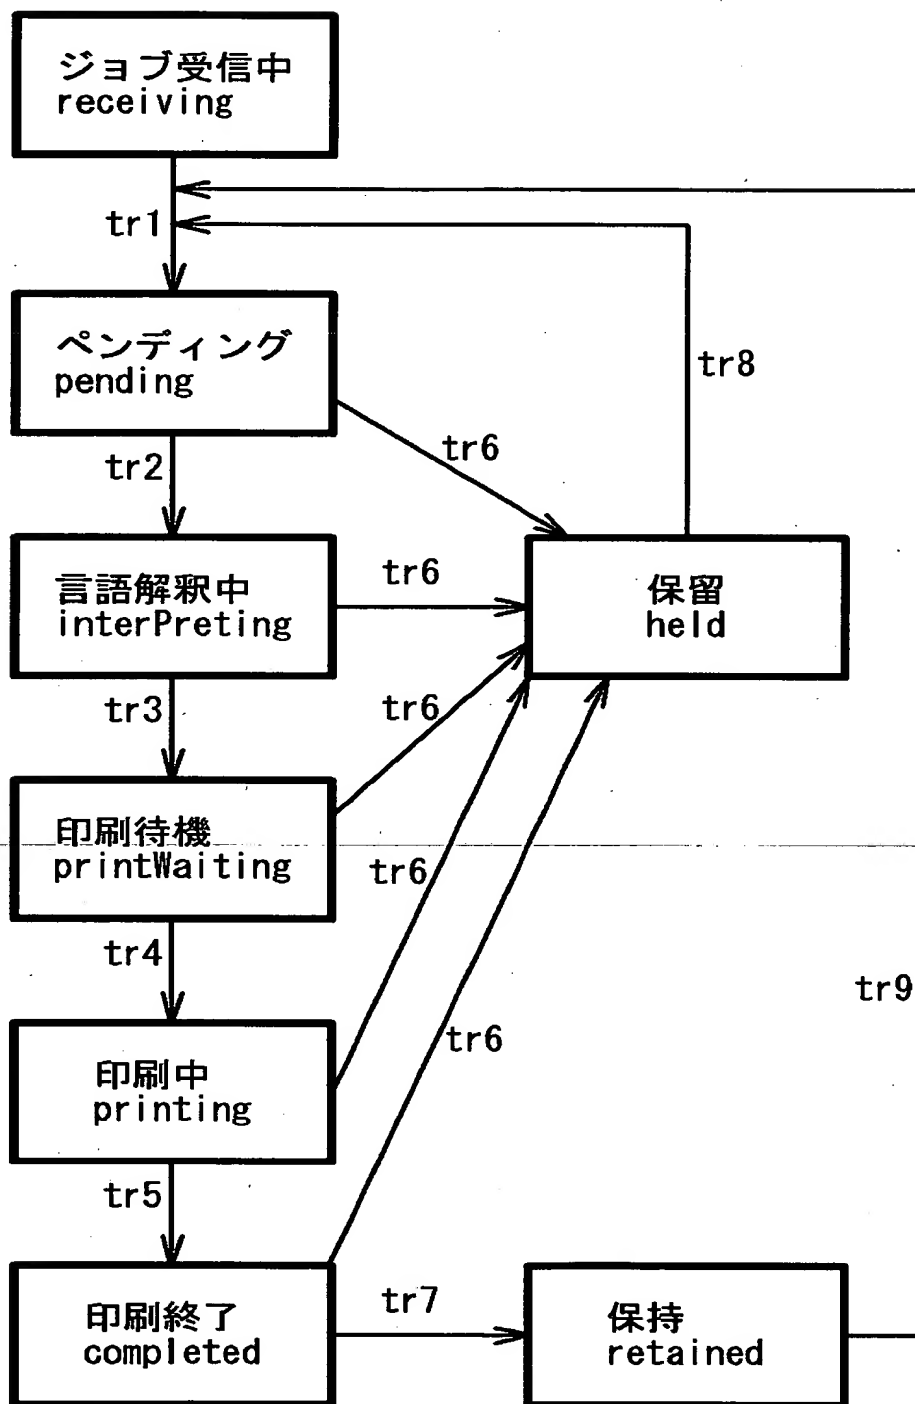 ジョブ受信中
receiving
tr1
ペンディング
pending
tr8
tr6
tr2
言語解釈中
interPreting
tr6
保留
held
tr3
tr6
印刷待機
printWaiting
tr6
tr4
tr9
印刷中
printing
tr6
tr5
印刷終了
completed
tr7
保持
retained